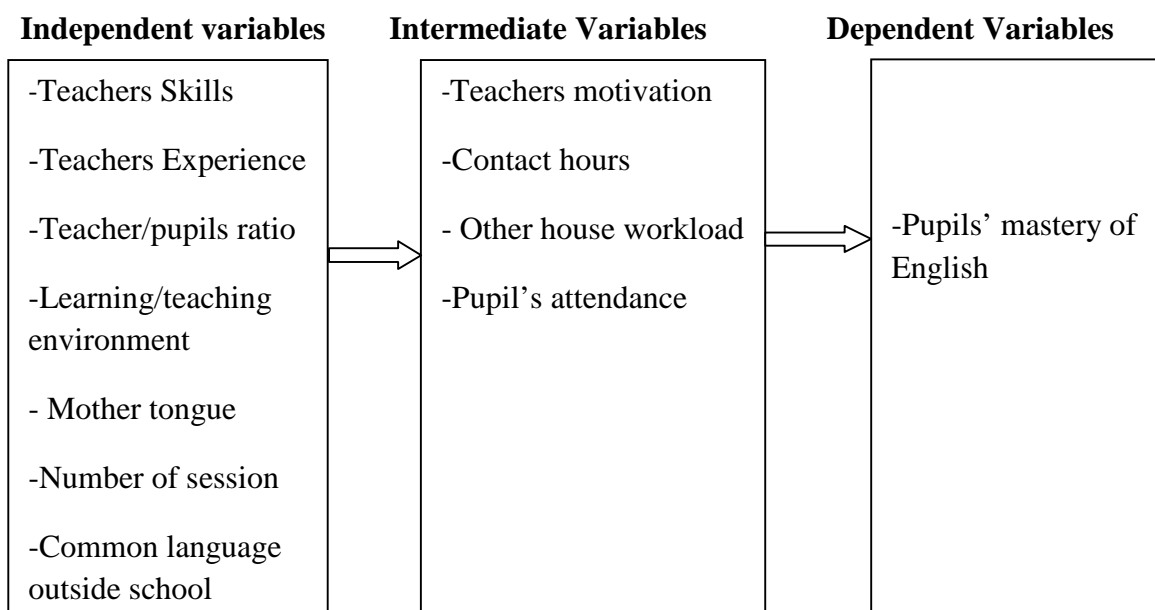 Independent variables
Intermediate Variables
Dependent Variables
-Teachers Skills
-Teachers Experience
-Teacher/pupils ratio
-Learning/teaching
environment
- Mother tongue
-Number of session
-Common language
outside school
-Teachers motivation
-Contact hours
- Other house workload
-Pupil's attendance
-Pupils’ mastery of
English